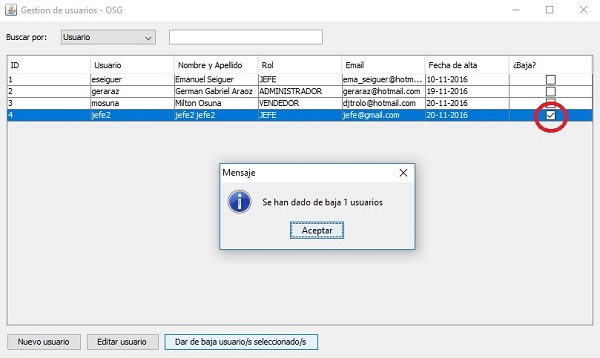 Gestion de usuarios - OSG
Buscar por: Usuario
ID Usuario Nombre y Apellido Rol Email Fecha de alta ¿Baja?
1 eseiguer Emanuel Seiguer JEFE ema_seiguer@hotm... 10-11-2016
2 geraraz German Gabriel Araoz ADMINISTRADOR geraraz@hotmail.com 19-11-2016
3 mosuna Milton Osuna VENDEDOR djtrolo@hotmail.com 20-11-2016
4 jefe2 jefe2 jefe2 JEFE jefe@gmail.com 20-11-2016
Mensaje
Se han dado de baja 1 usuarios
Aceptar
Nuevo usuario Editar usuario Dar de baja usuario/s seleccionado/s